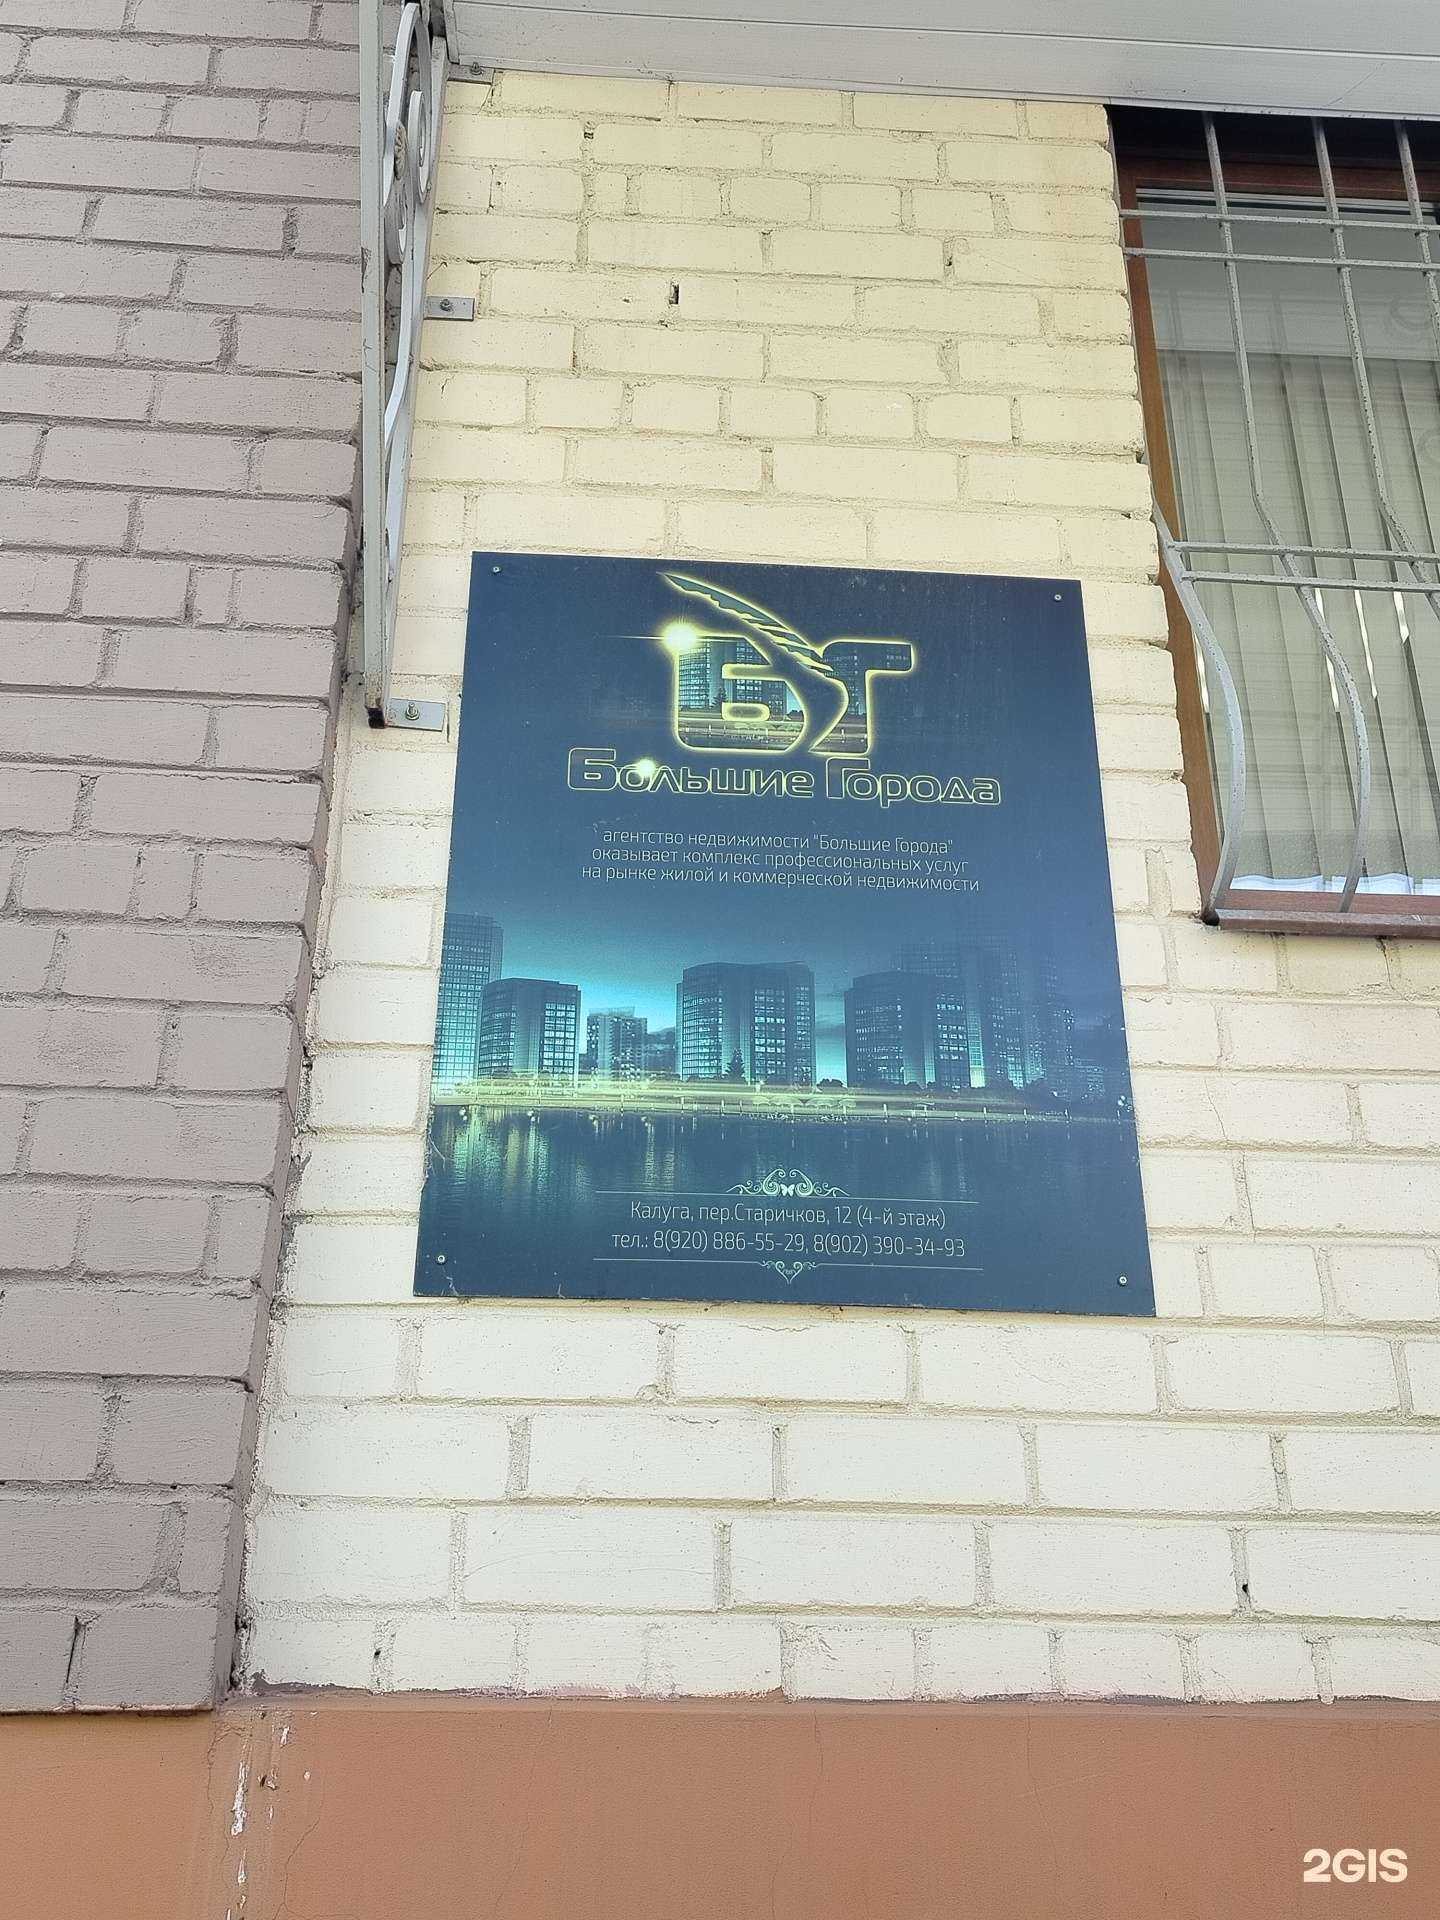 БГ
Большие Города
агентство недвижимости "Большие Города"
оказывает комплекс профессиональных услуг
на рынке жилой и коммерческой недвижимости
Калуга, пер.Старичков, 12 (4-й этаж)
тел.: 8(920) 886-55-29, 8(902) 390-34-93
2GIS